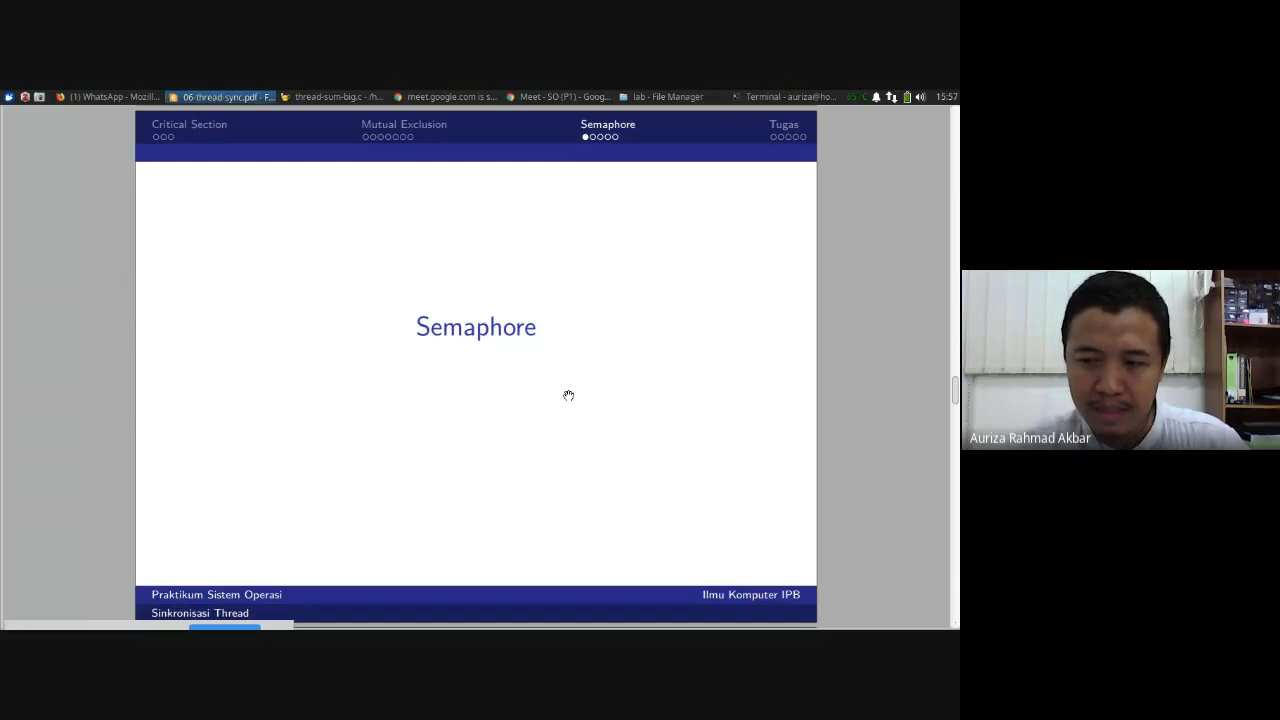 (1) WhatsApp - Mozill...
06-thread-sync.pdf - F...
thread-sum-big.c - /h...
meet.google.com is s...
Meet - SO (P1) - Goog...
lab - File Manager
Terminal - auriza@ho...
65°C
15:57
Critical Section
Mutual Exclusion
Semaphore
Tugas
Semaphore
Auriza Rahmad Akbar
Praktikum Sistem Operasi
Ilmu Komputer IPB
Sinkronisasi Thread